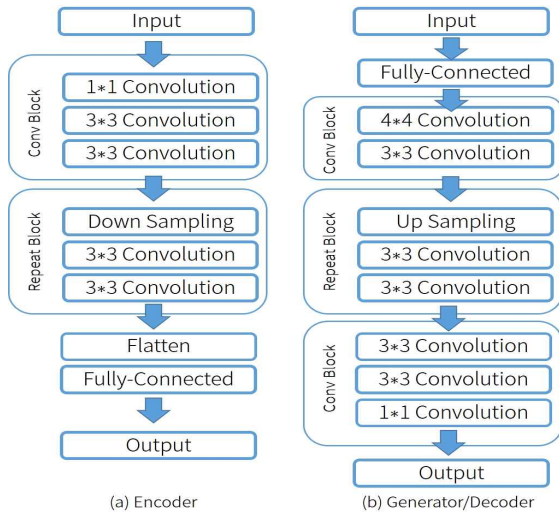 Input
Conv Block
1*1 Convolution
3*3 Convolution
3*3 Convolution
Repeat Block
Down Sampling
3*3 Convolution
3*3 Convolution
Flatten
Fully-Connected
Output
(a) Encoder
Input
Fully-Connected
Conv Block
4*4 Convolution
3*3 Convolution
Repeat Block
Up Sampling
3*3 Convolution
3*3 Convolution
Conv Block
3*3 Convolution
3*3 Convolution
1*1 Convolution
Output
(b) Generator/Decoder